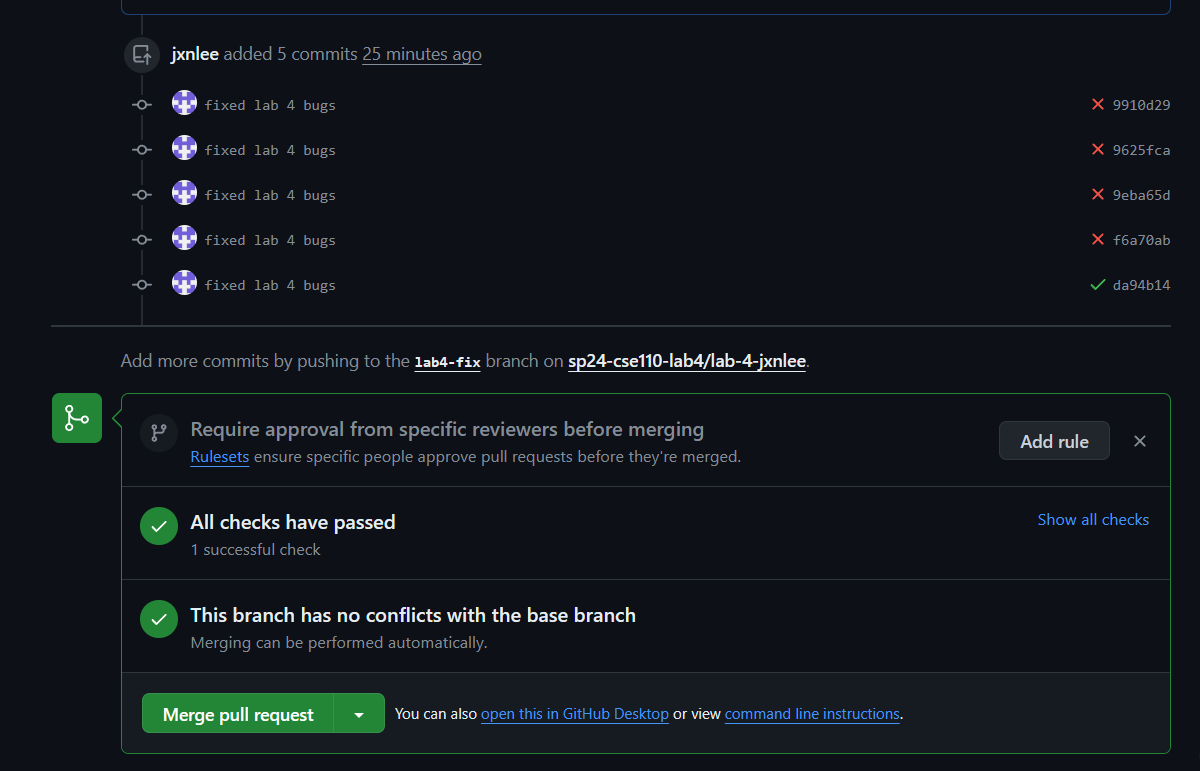 jxnlee added 5 commits 25 minutes ago
fixed lab 4 bugs 9910d29
fixed lab 4 bugs 9625fca
fixed lab 4 bugs 9eba65d
fixed lab 4 bugs f6a70ab
fixed lab 4 bugs da94b14
Add more commits by pushing to the lab4-fix branch on sp24-cse110-lab4/lab-4-jxnlee.
Require approval from specific reviewers before merging
Rulesets ensure specific people approve pull requests before they're merged.
Add rule
All checks have passed
1 successful check
Show all checks
This branch has no conflicts with the base branch
Merging can be performed automatically.
Merge pull request You can also open this in GitHub Desktop or view command line instructions.